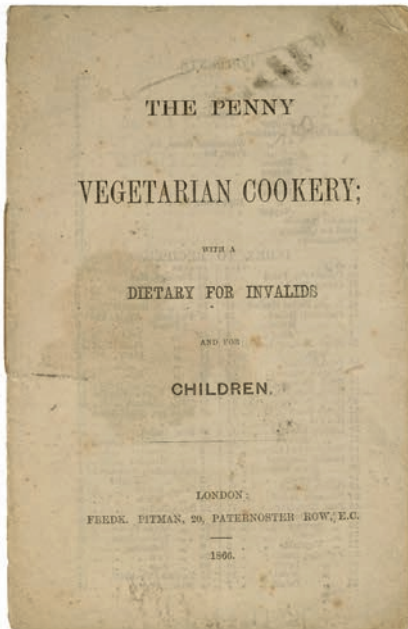 THE PENNY
VEGETARIAN COOKERY;
WITH A
DIETARY FOR INVALIDS
AND FOR
CHILDREN.
LONDON:
FREDK. PITMAN, 20, PATERNOSTER ROW, E.C.
1866.